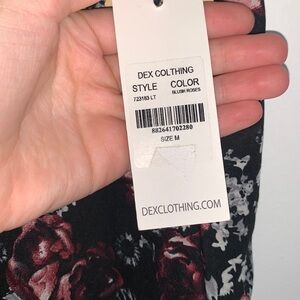 DEX COLTHING
STYLE COLOR
723183 LT BLUSH ROSES
882641702280
SIZE M
DEXCLOTHING.COM